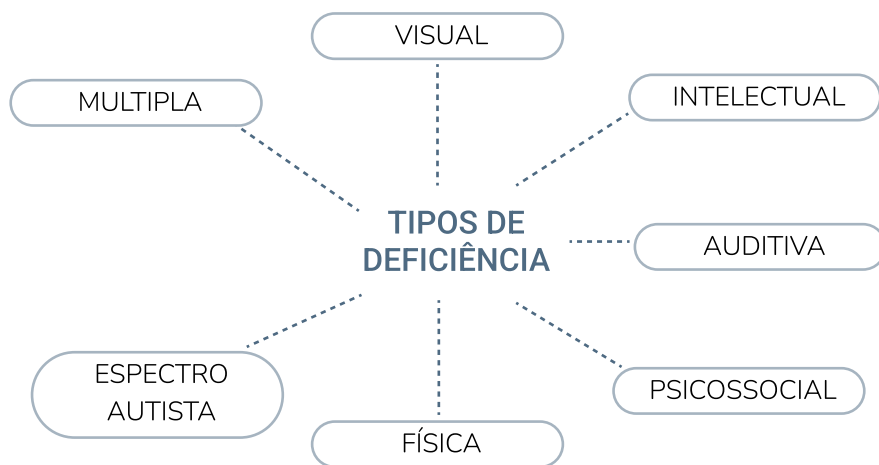 VISUAL
MULTIPLA
INTELECTUAL
TIPOS DE
DEFICIÊNCIA
AUDITIVA
ESPECTRO
AUTISTA
PSICOSSOCIAL
FÍSICA